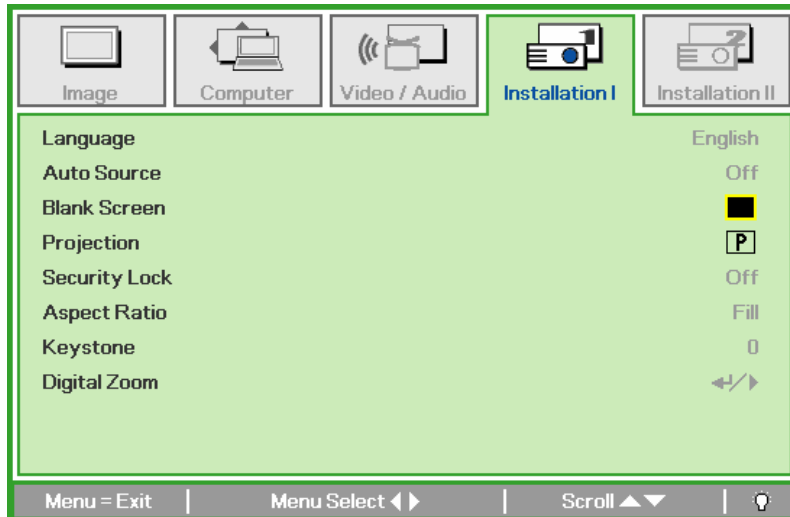 Image Computer Video / Audio Installation I Installation II
Language English
Auto Source Off
Blank Screen
Projection P
Security Lock Off
Aspect Ratio Fill
Keystone 0
Digital Zoom
Menu = Exit Menu Select Scroll